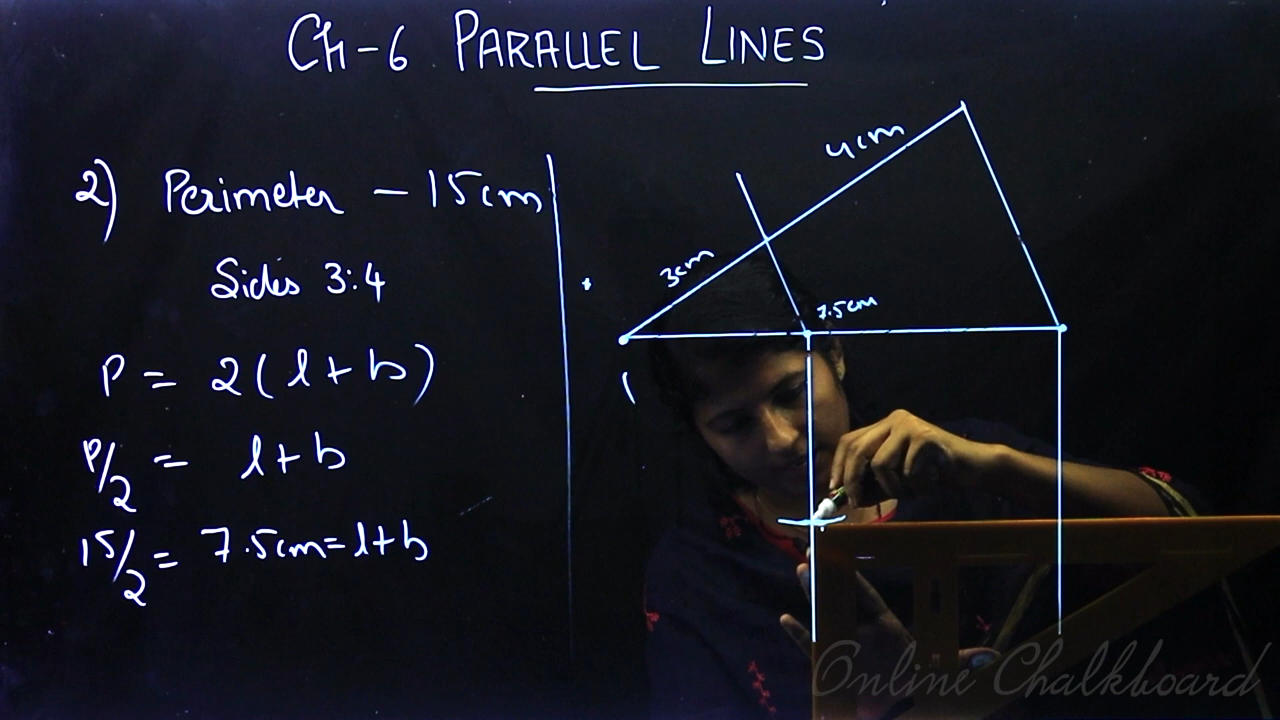 Ch-6 PARALLEL LINES
2) Perimeter - 15cm
Sides 3:4
P = 2(l+b)
P/2 = l+b
15/2 = 7.5cm=l+b
4cm
3cm
7.5cm
Online Chalkboard